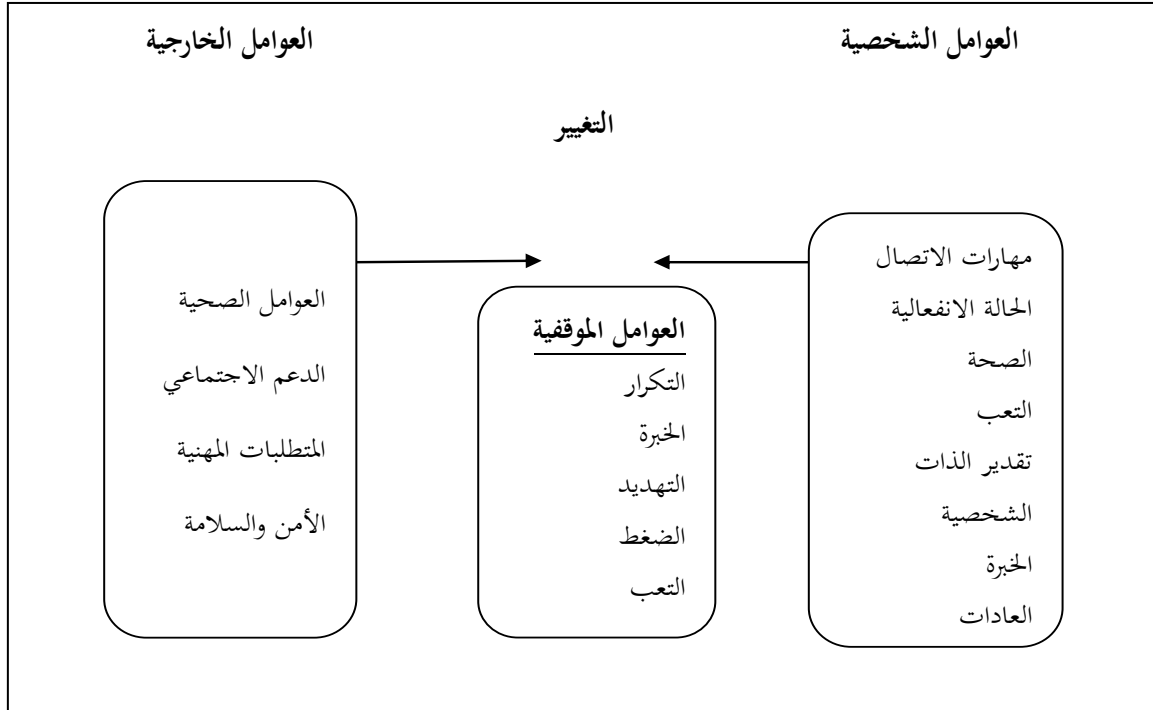 العوامل الشخصية
العوامل الخارجية
التغيير
مهارات الاتصال
الحالة الانفعالية
الصحة
التعب
تقدير الذات
الشخصية
الخبرة
العادات
العوامل الموقفية
التكرار
الخبرة
التهديد
الضغط
التعب
العوامل الصحية
الدعم الاجتماعي
المتطلبات المهنية
الأمن والسلامة